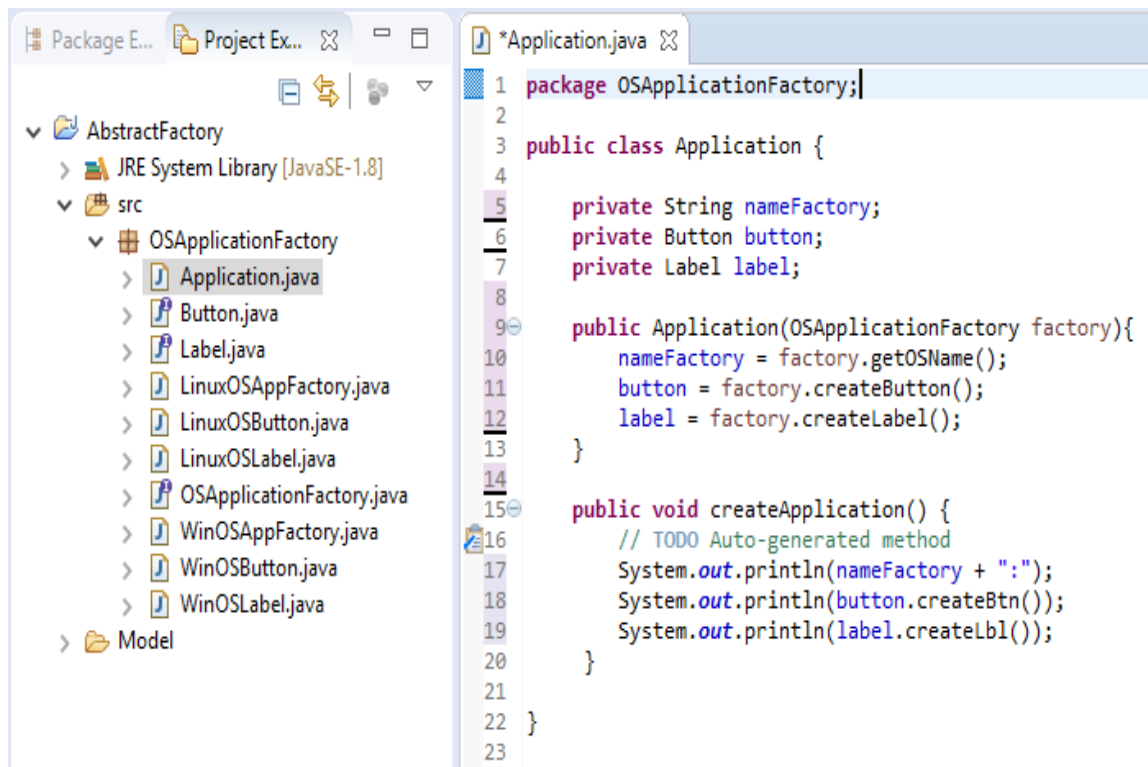 Package E...
Project Ex...
AbstractFactory
JRE System Library [JavaSE-1.8]
src
OSApplicationFactory
Application.java
Button.java
Label.java
LinuxOSAppFactory.java
LinuxOSButton.java
LinuxOSLabel.java
OSApplicationFactory.java
WinOSAppFactory.java
WinOSButton.java
WinOSLabel.java
Model
*Application.java
1 package OSApplicationFactory;
2
3 public class Application {
4
5 private String nameFactory;
6 private Button button;
7 private Label label;
8
9 public Application(OSApplicationFactory factory){
10 nameFactory = factory.getOSName();
11 button = factory.createButton();
12 label = factory.createLabel();
13 }
14
15 public void createApplication() {
16 // TODO Auto-generated method
17 System.out.println(nameFactory + ":");
18 System.out.println(button.createBtn());
19 System.out.println(label.createLbl());
20 }
21
22 }
23